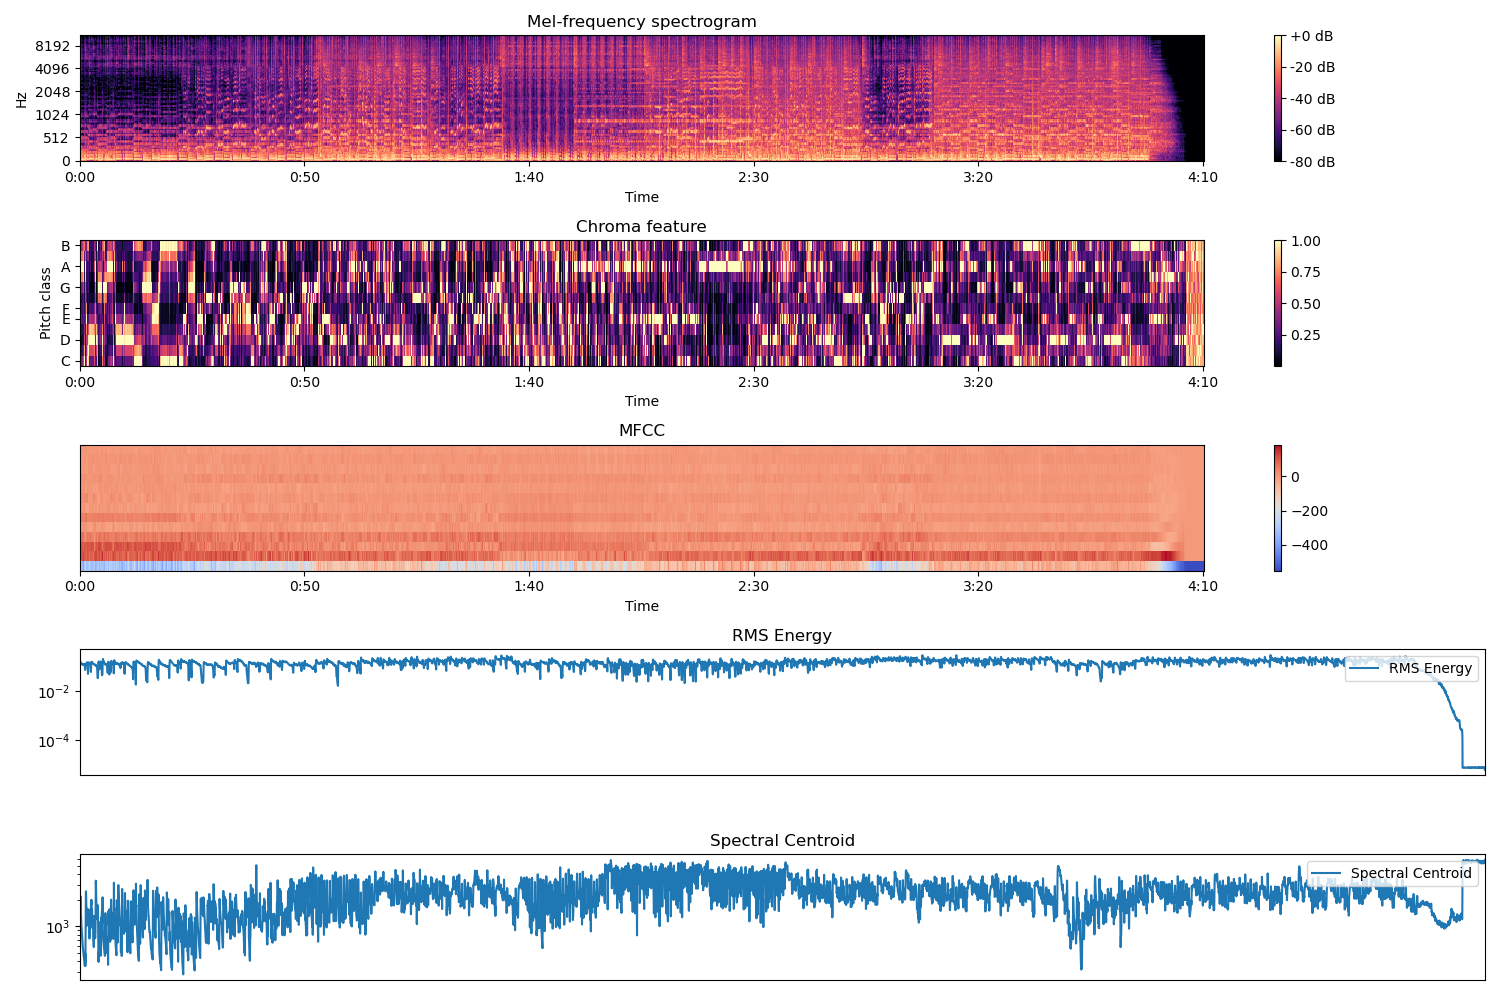 Mel-frequency spectrogram
Hz
8192
4096
2048
1024
512
0
0:00 0:50 1:40 2:30 3:20 4:10
Time
+0 dB
-20 dB
-40 dB
-60 dB
-80 dB
Chroma feature
Pitch class
B
A
G
F
E
D
C
0:00 0:50 1:40 2:30 3:20 4:10
Time
1.00
0.75
0.50
0.25
MFCC
0:00 0:50 1:40 2:30 3:20 4:10
Time
0
−200
−400
RMS Energy
10⁻²
10⁻⁴
RMS Energy
Spectral Centroid
10³
Spectral Centroid